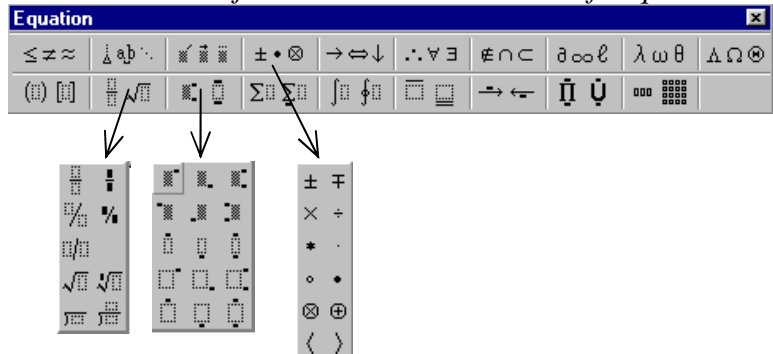 Equation
≤ ≠ ≈ a b ⋱ ± • ⊗ → ⇔ ↓ ∴ ∀ ∃ ∉ ∩ ⊂ ∂ ∞ ℓ λ ω θ Λ Ω Θ
(▯) [▯] √▯ Σ▯ Σ▯ ∫▯ ∮▯ → ← Π U
± ∓
× ÷
* ·
∘ •
⊗ ⊕
〈 〉